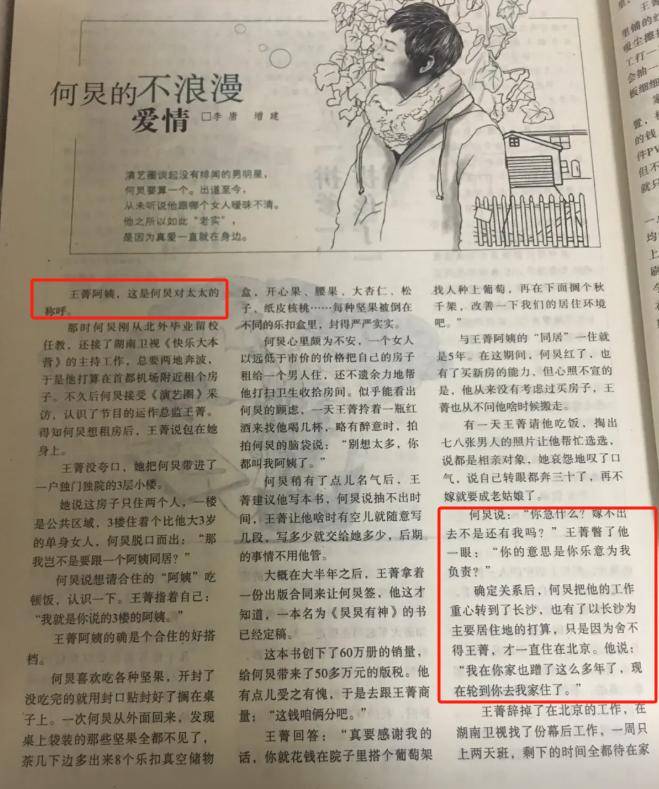 何炅的不浪漫
爱情 □李唐 增建
演艺圈谈起没有绯闻的男明星，
何炅要算一个。出道至今，
从未听说他跟哪个女人暧昧不清。
他之所以如此“老实”，
是因为真爱一直就在身边。
王菁阿姨，这是何炅对太太的
称呼。
那时何炅刚从北外毕业留校
任教，还接了湖南卫视《快乐大本
营》的主持工作，总要两地奔波，
于是他打算在首都机场附近租个房
子。不久后何炅接受《演艺圈》采
访，认识了节目的运作总监王菁。
得知何炅想租房后，王菁说包在她
身上。
王菁没夸口，她把何炅带进了
一户独门独院的3层小楼。
她说这房子只住两个人，一楼
是公共区域，3楼住着个比他大3岁
的单身女人，何炅脱口而出：“那
我岂不是要跟一个阿姨同居？”
何炅说想请合住的“阿姨”吃
顿饭，认识一下。王菁指着自己：
“我就是你说的3楼的阿姨。”
王菁阿姨的确是个合住的好搭
档。
何炅喜欢吃各种坚果，开封了
没吃完的就用封口贴封好了搁在桌
子上。一次何炅从外面回来，发现
桌上袋装的那些坚果全都不见了，
茶几下边多出来8个乐扣真空储物
盒，开心果、腰果、大杏仁、松
子、纸皮核桃……每种坚果被倒在
不同的乐扣盒里，封得严严实实。
何炅心里颇为不安，一个女人
以远低于市价的价格把自己的房子
租给一个男人住，还不遗余力地帮
他打扫卫生收拾房间。似乎能看出
何炅的顾虑，一天王菁拎着一瓶红
酒来找他喝几杯，略有醉意时，拍
拍何炅的脑袋说：“别想太多，你
都叫我阿姨了。”
何炅稍有了点儿名气后，王菁
建议他写本书，何炅说抽不出时
间，王菁让他啥时有空儿就随意写
几段，写多少就交给她多少，后期
的事情不用他管。
大概在大半年之后，王菁拿着
一份出版合同来让何炅签，他这才
知道，一本名为《炅炅有神》的书
已经定稿。
这本书创下了60万册的销量，
给何炅带来了50多万元的版税。他
有点儿受之有愧，于是去跟王菁商
量：“这钱咱俩分吧。”
王菁回答：“真要感谢我的
话，你就花钱在院子里搭个葡萄架
找人种上葡萄，再在下面搁个秋
千架，改善一下我们的居住环境
吧。”
与王菁阿姨的“同居”一住就
是5年。在这期间，何炅红了，也
有了买新房的能力，但心照不宣的
是，他从来没有考虑过买房子，王
菁也从不问他啥时候搬走。
有一天王菁请他吃饭，掏出
七八张男人的照片让他帮忙选选，
说都是相亲对象，她哀怨地叹了口
气，说自己转眼都奔三十了，再不
嫁就要成老姑娘了。
何炅说：“你急什么？嫁不出
去不是还有我吗？”王菁瞥了他
一眼：“你的意思是你乐意为我
负责？”
确定关系后，何炅把他的工作
重心转到了长沙，也有了以长沙为
主要居住地的打算，只是因为舍不
得王菁，才一直住在北京。他说：
“我在你家也蹭了这么多年了，现
在轮到你去我家住了。”
王菁辞掉了在北京的工作，在
湖南卫视找了份幕后工作，一周只
上两天班，剩下的时间全都待在家